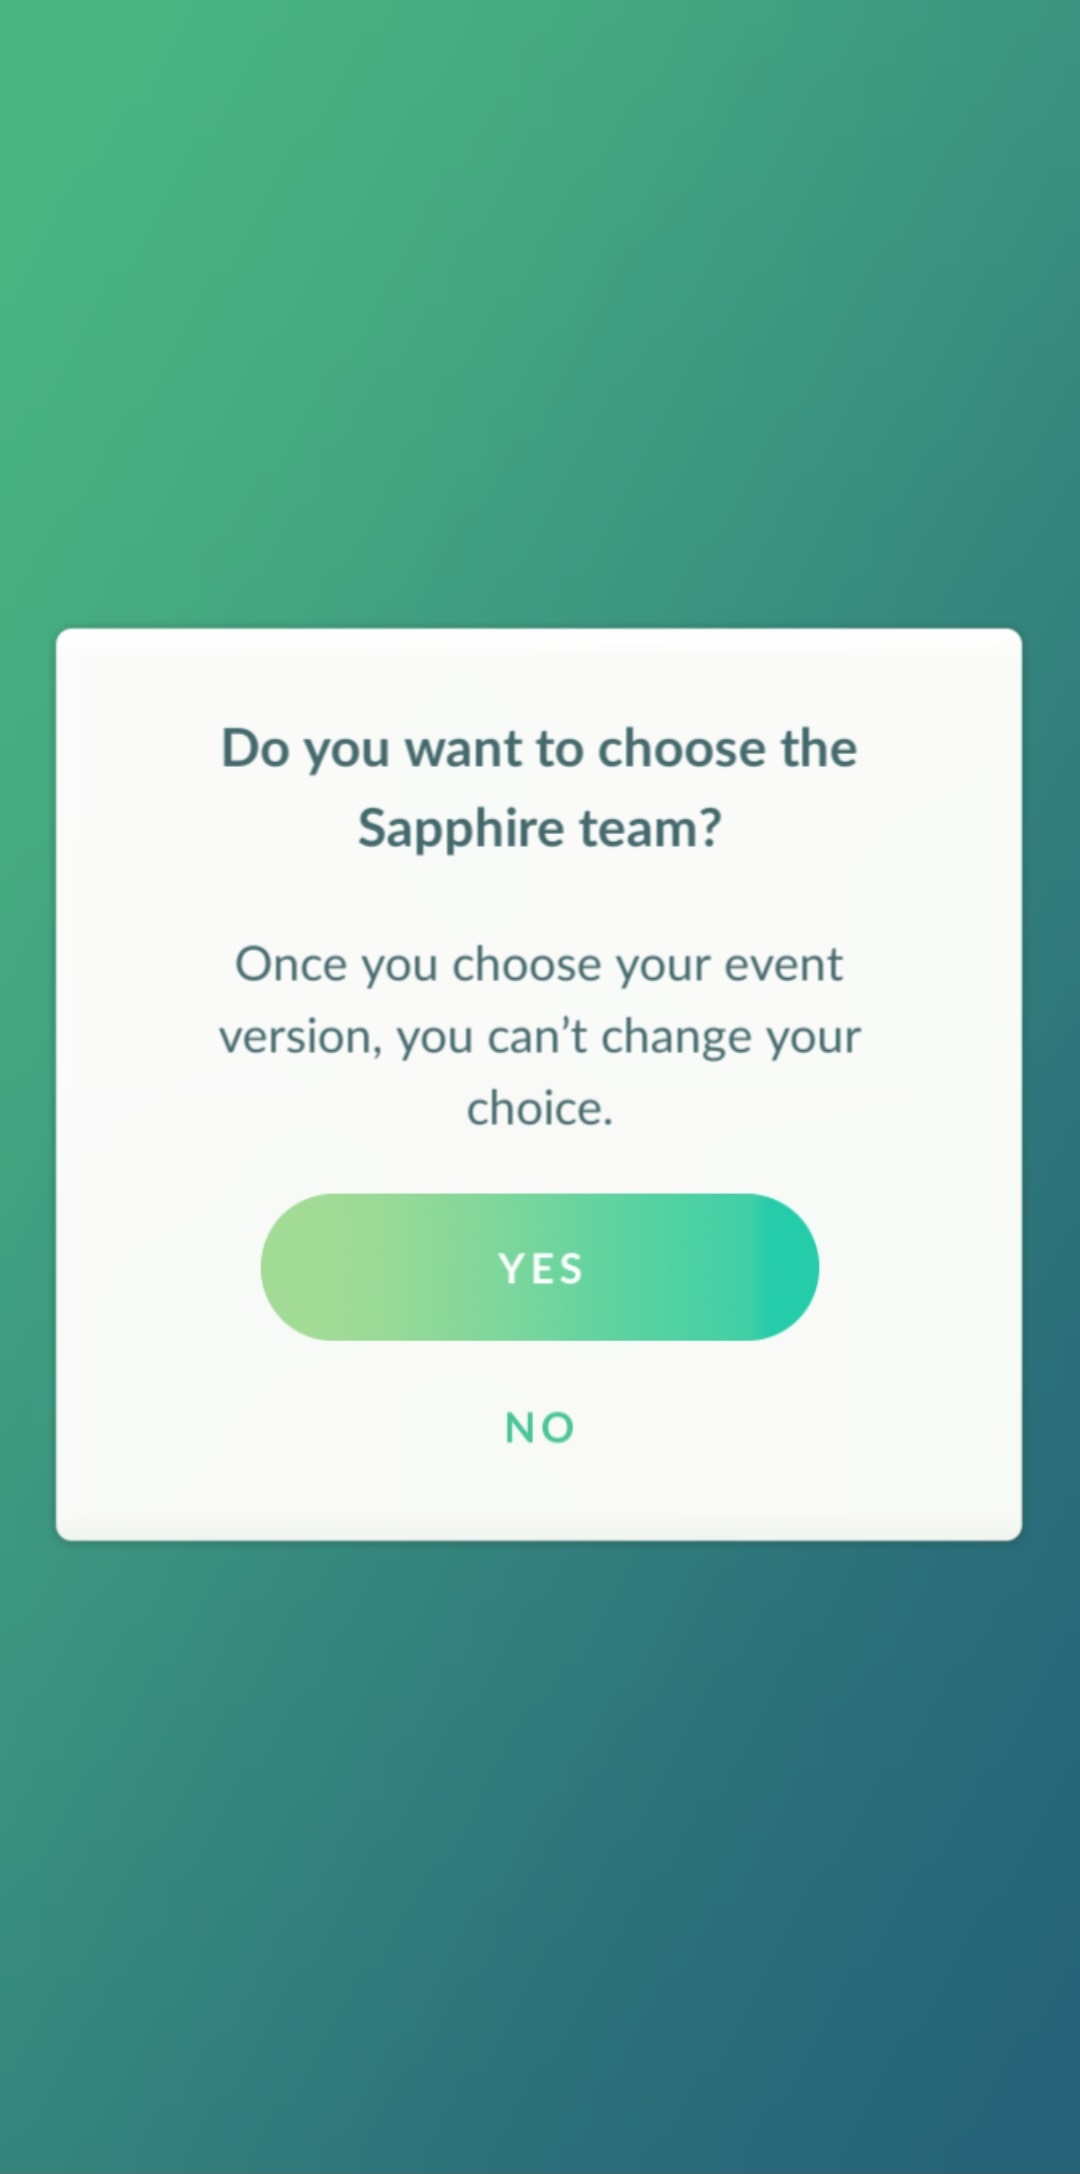 Do you want to choose the
Sapphire team?
Once you choose your event
version, you can’t change your
choice.
YES
NO